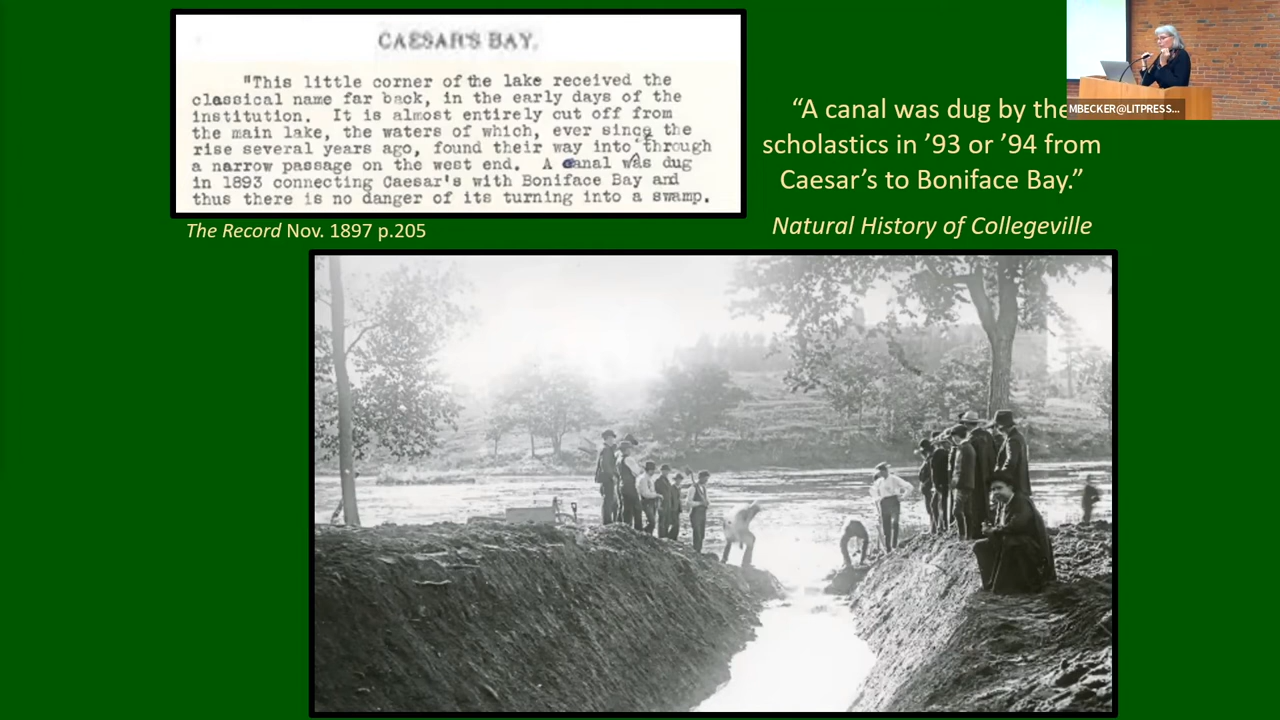 CAESAR'S BAY.
"This little corner of the lake received the
classical name far back, in the early days of the
institution. It is almost entirely cut off from
the main lake, the waters of which, ever since the
rise several years ago, found their way into through
a narrow passage on the west end. A canal was dug
in 1893 connecting Caesar's with Boniface Bay and
thus there is no danger of its turning into a swamp.
The Record Nov. 1897 p.205
“A canal was dug by the
scholastics in ’93 or ’94 from
Caesar’s to Boniface Bay.”
Natural History of Collegeville
MBECKER@LITPRESS...